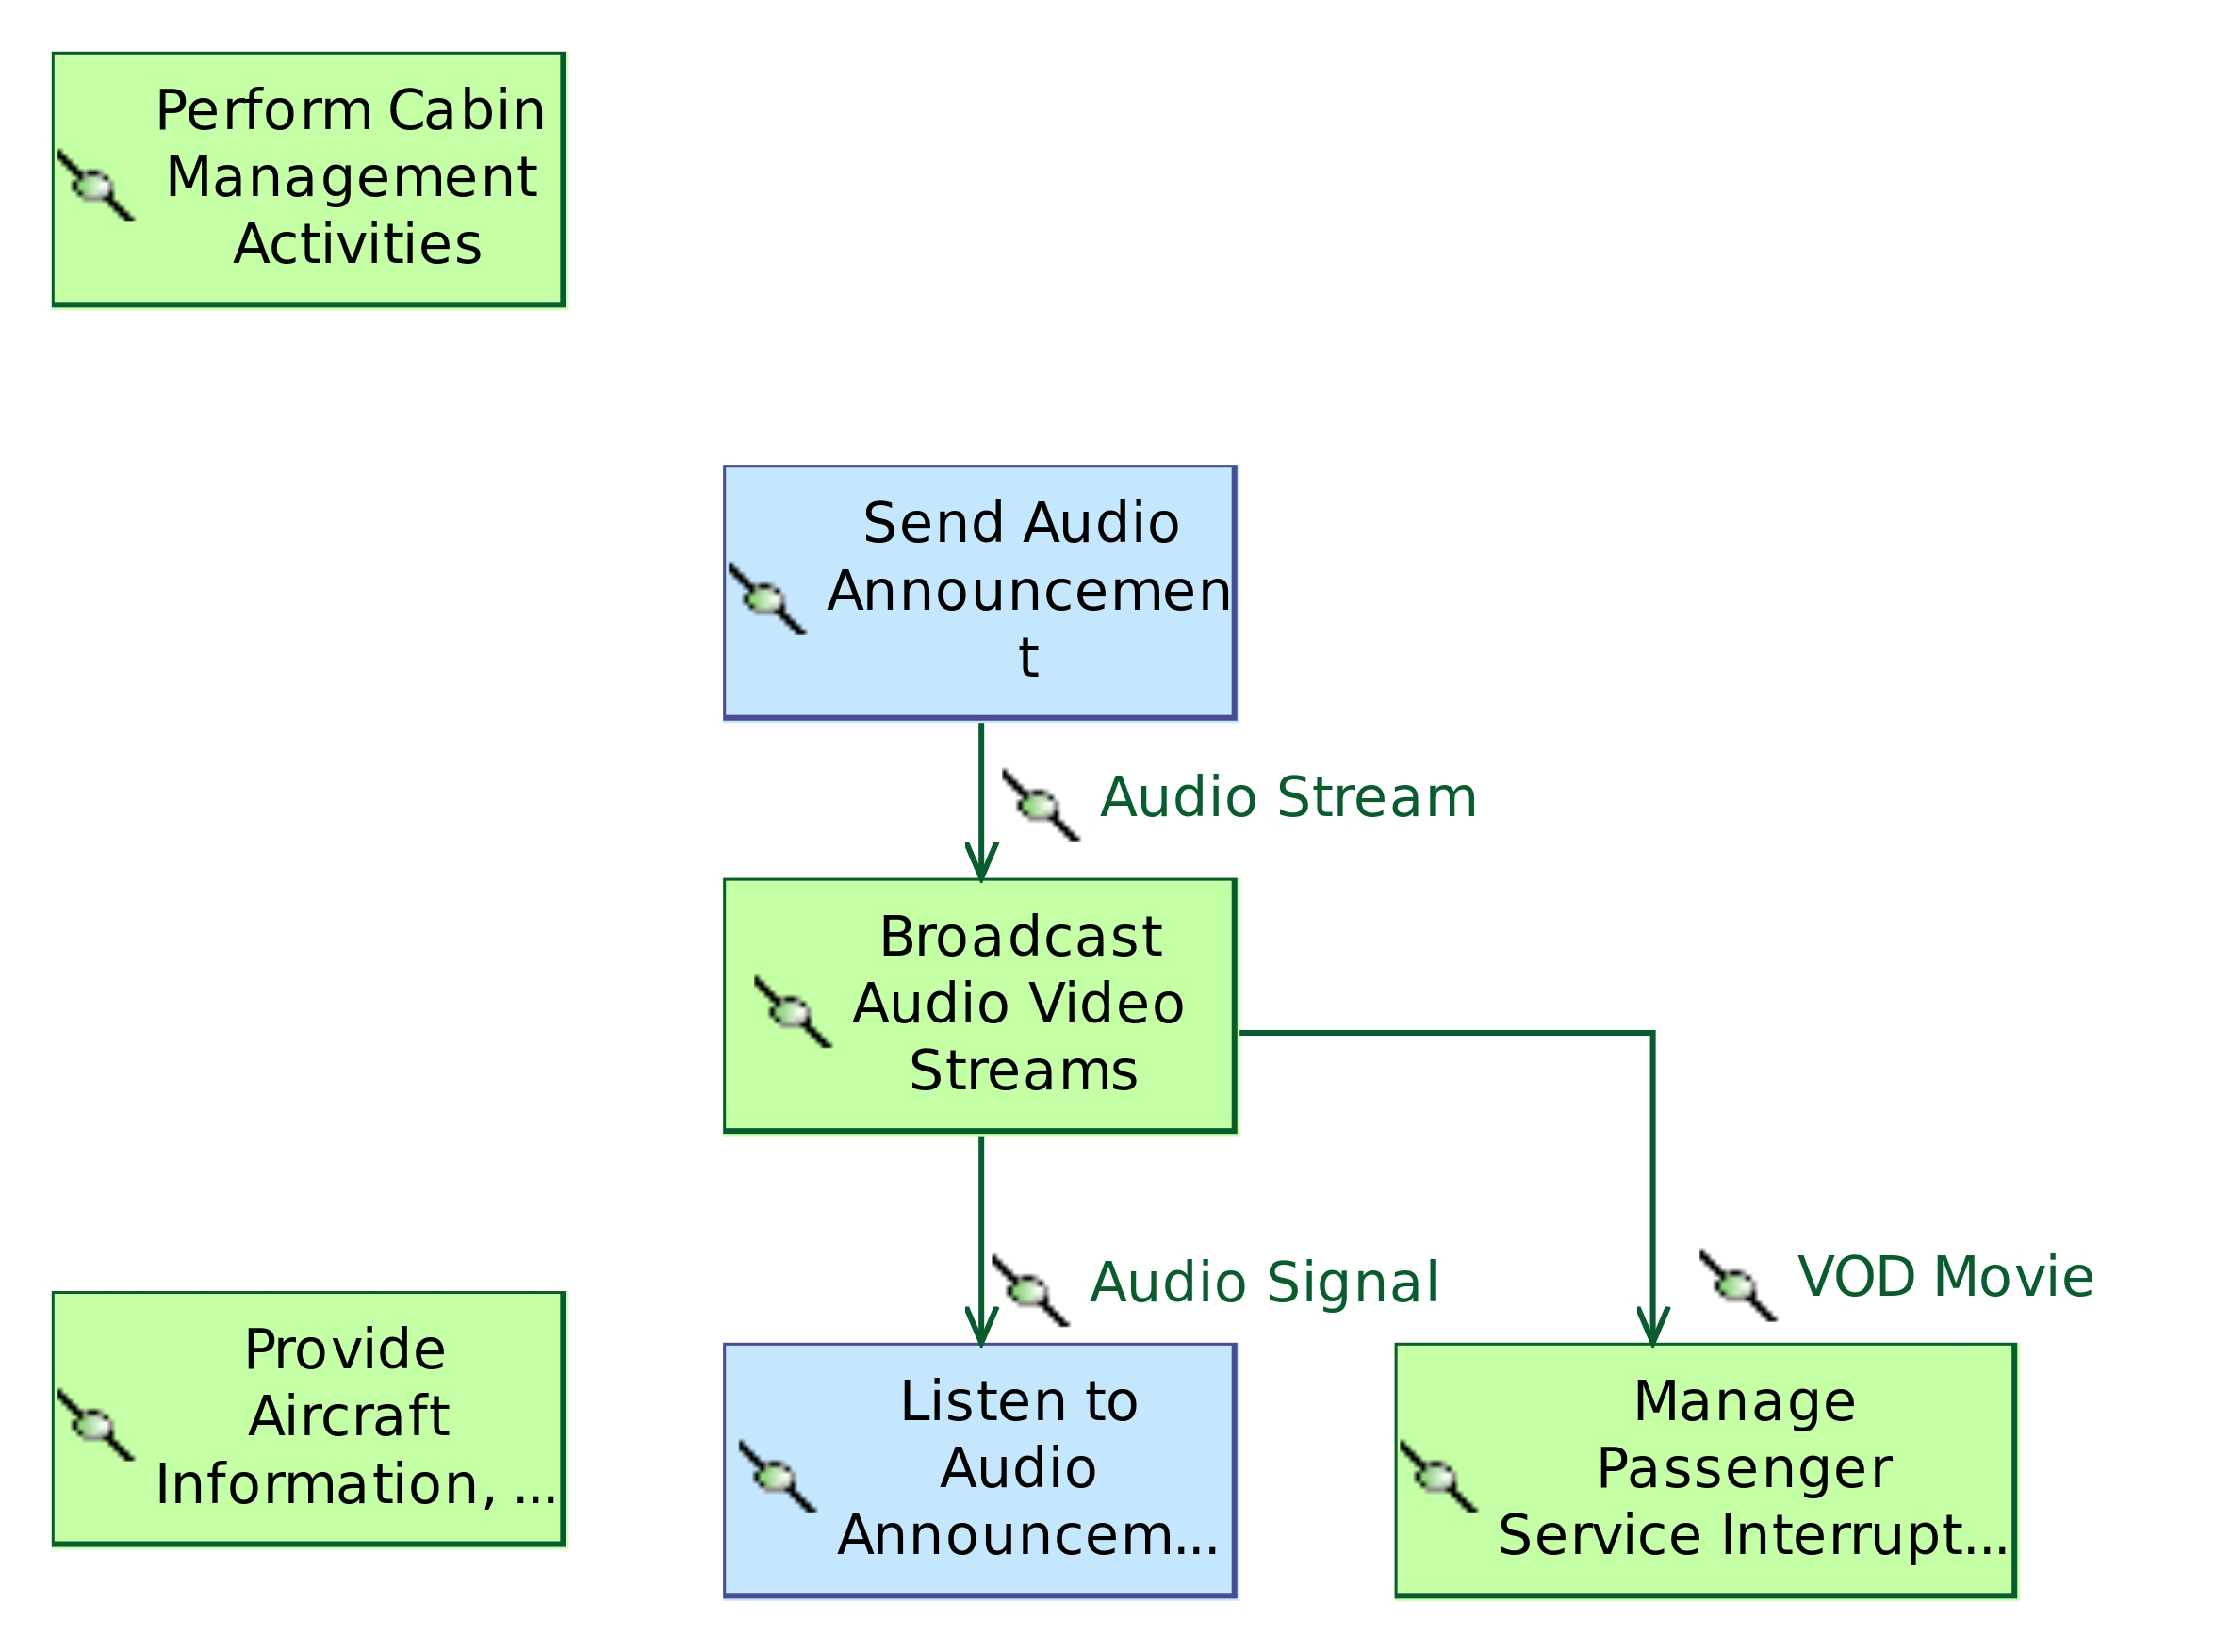 Perform Cabin
Management
Activities
Send Audio
Announcemen
t
Audio Stream
Broadcast
Audio Video
Streams
Audio Signal
VOD Movie
Provide
Aircraft
Information, ...
Listen to
Audio
Announcem...
Manage
Passenger
Service Interrupt...